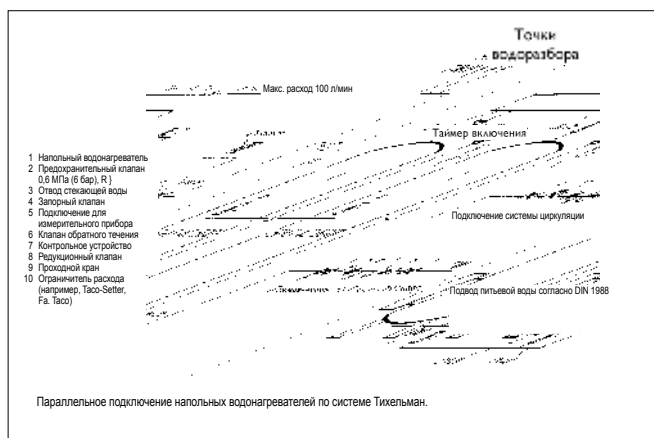 Точки
водоразбора
Макс. расход 100 л/мин
Таймер включения
1 Напольный водонагреватель
2 Предохранительный клапан
0,6 МПа (6 бар), R )
3 Отвод стекающей воды
4 Запорный клапан
5 Подключение для
измерительного прибора
6 Клапан обратного течения
7 Контрольное устройство
8 Редукционный клапан
9 Проходной кран
10 Ограничитель расхода
(например, Taco-Setter,
Fa. Taco)
Подключение системы циркуляции
Подвод питьевой воды согласно DIN 1988
Параллельное подключение напольных водонагревателей по системе Тихельман.